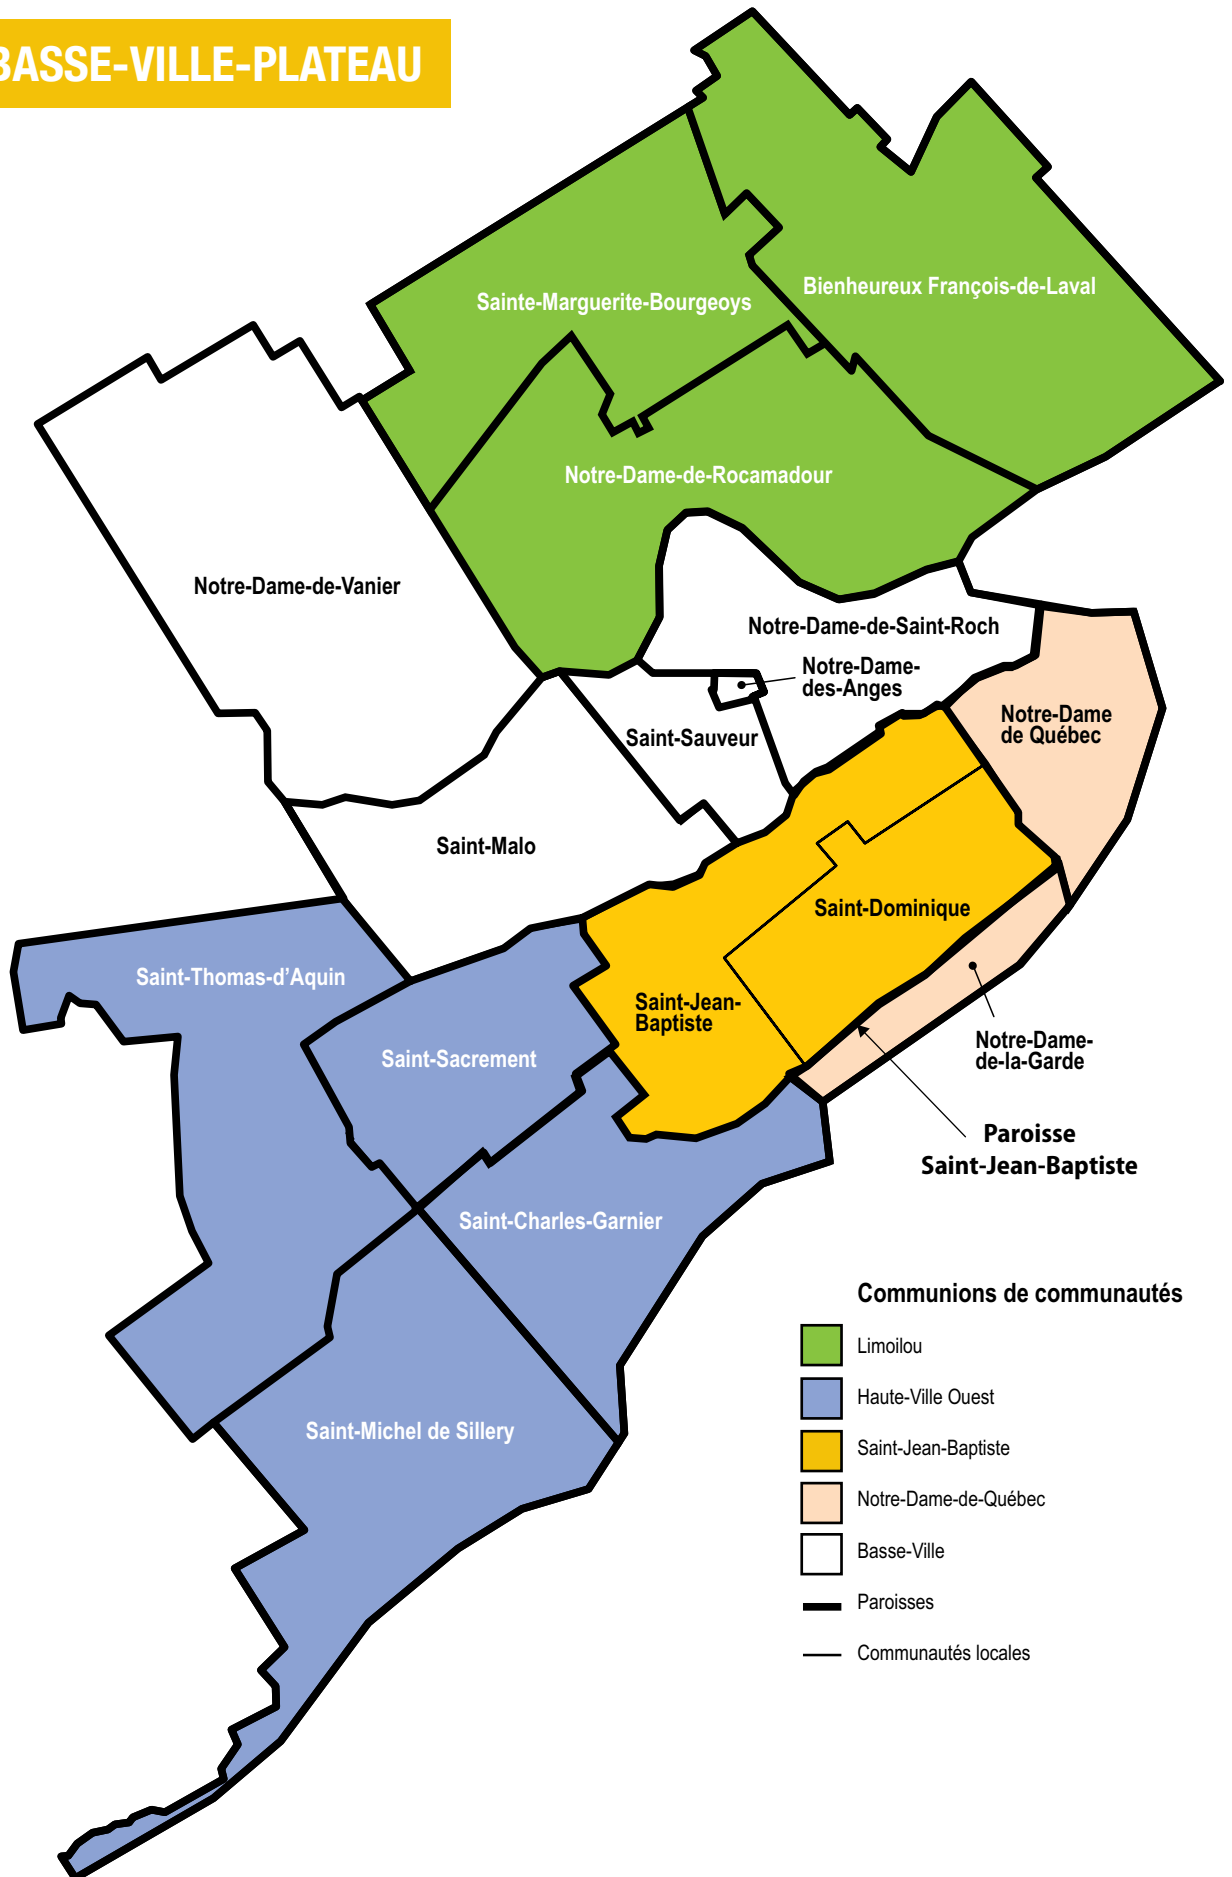 BASSE-VILLE-PLATEAU
Bienheureux François-de-Laval
Sainte-Marguerite-Bourgeoys
Notre-Dame-de-Rocamadour
Notre-Dame-de-Vanier
Notre-Dame-de-Saint-Roch
Notre-Dame-
des-Anges
Notre-Dame
de Québec
Saint-Sauveur
Saint-Malo
Saint-Dominique
Saint-Thomas-d'Aquin
Saint-Jean-
Baptiste
Saint-Sacrement
Notre-Dame-
de-la-Garde
Paroisse
Saint-Jean-Baptiste
Saint-Charles-Garnier
Saint-Michel de Sillery
Communions de communautés
Limoilou
Haute-Ville Ouest
Saint-Jean-Baptiste
Notre-Dame-de-Québec
Basse-Ville
Paroisses
Communautés locales